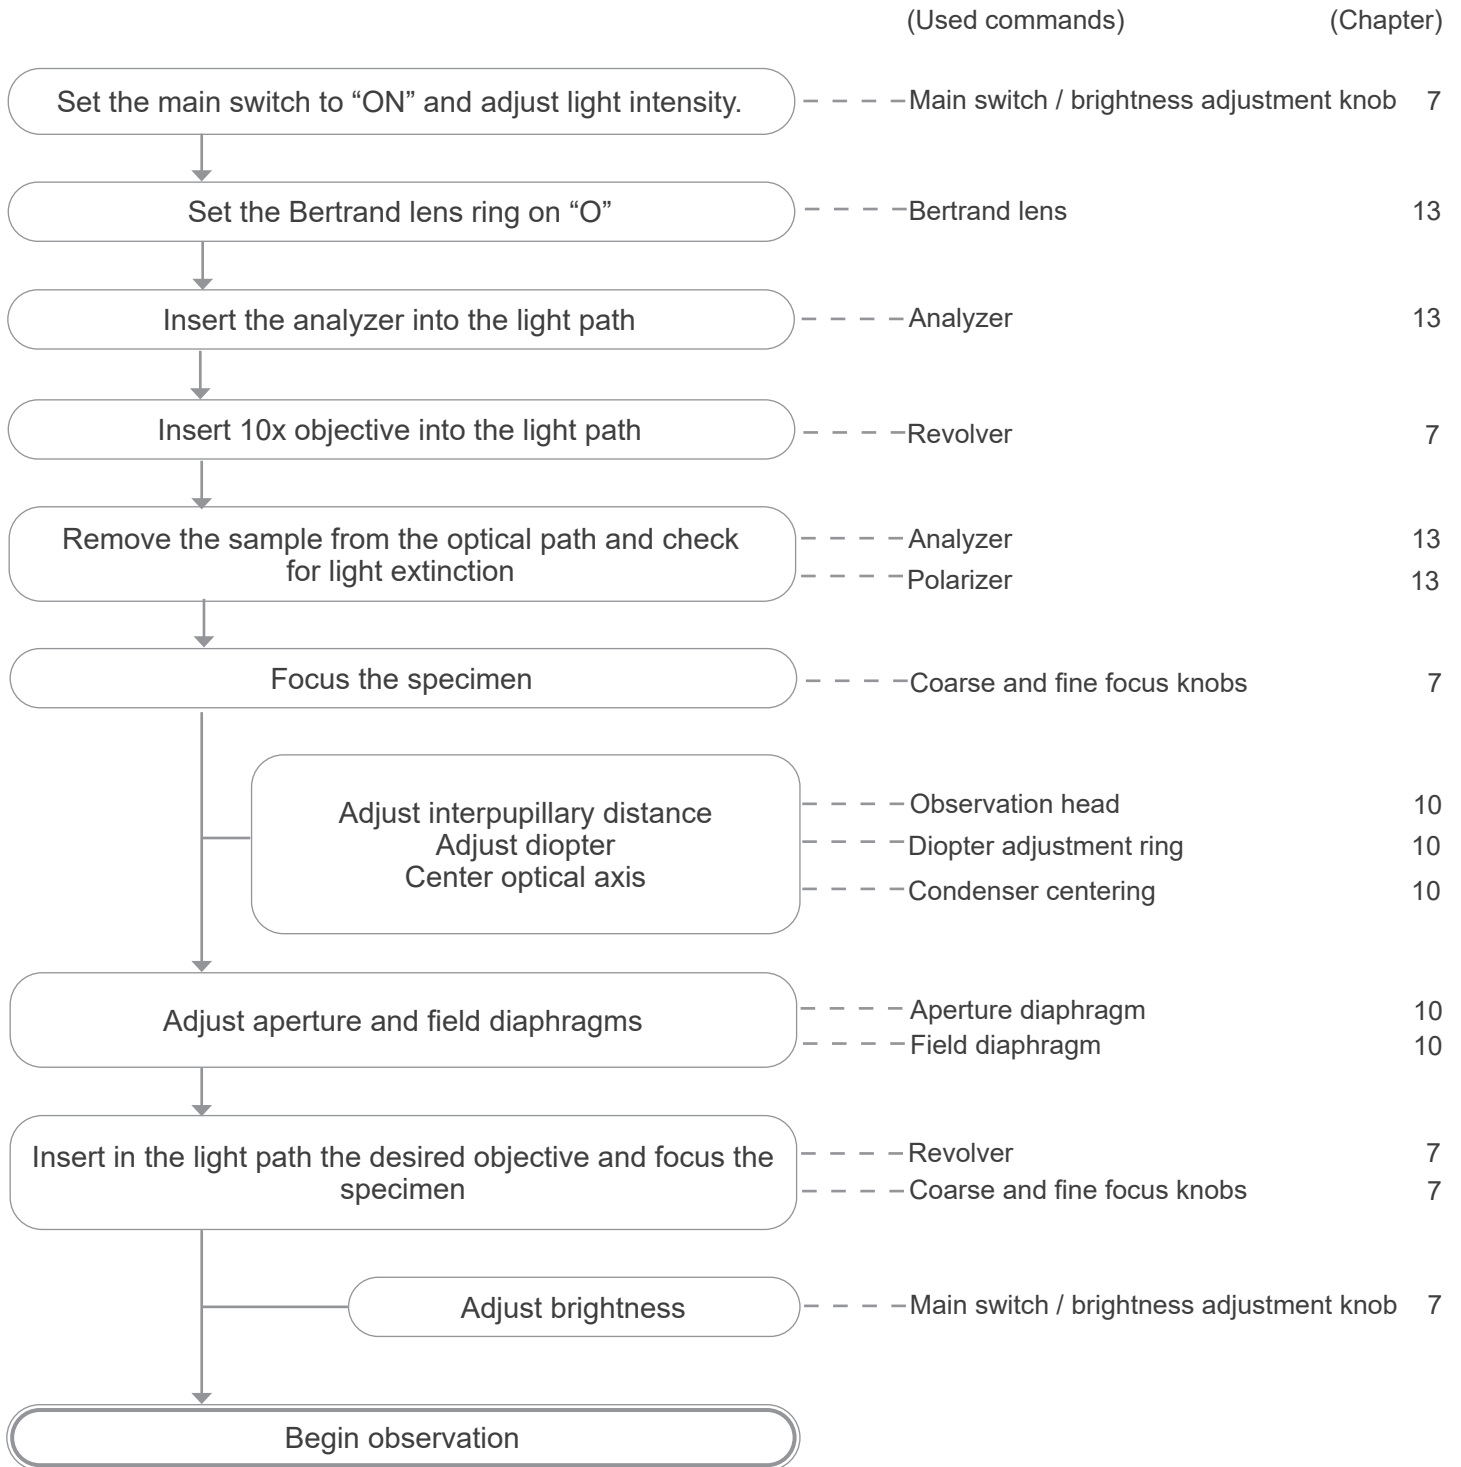 (Used commands) (Chapter)
Set the main switch to “ON” and adjust light intensity. Main switch / brightness adjustment knob 7
Set the Bertrand lens ring on “O” Bertrand lens 13
Insert the analyzer into the light path Analyzer 13
Insert 10x objective into the light path Revolver 7
Remove the sample from the optical path and check Analyzer 13
for light extinction Polarizer 13
Focus the specimen Coarse and fine focus knobs 7
Adjust interpupillary distance Observation head 10
Adjust diopter Diopter adjustment ring 10
Center optical axis Condenser centering 10
Adjust aperture and field diaphragms Aperture diaphragm 10
Field diaphragm 10
Insert in the light path the desired objective and focus the Revolver 7
specimen Coarse and fine focus knobs 7
Adjust brightness Main switch / brightness adjustment knob 7
Begin observation